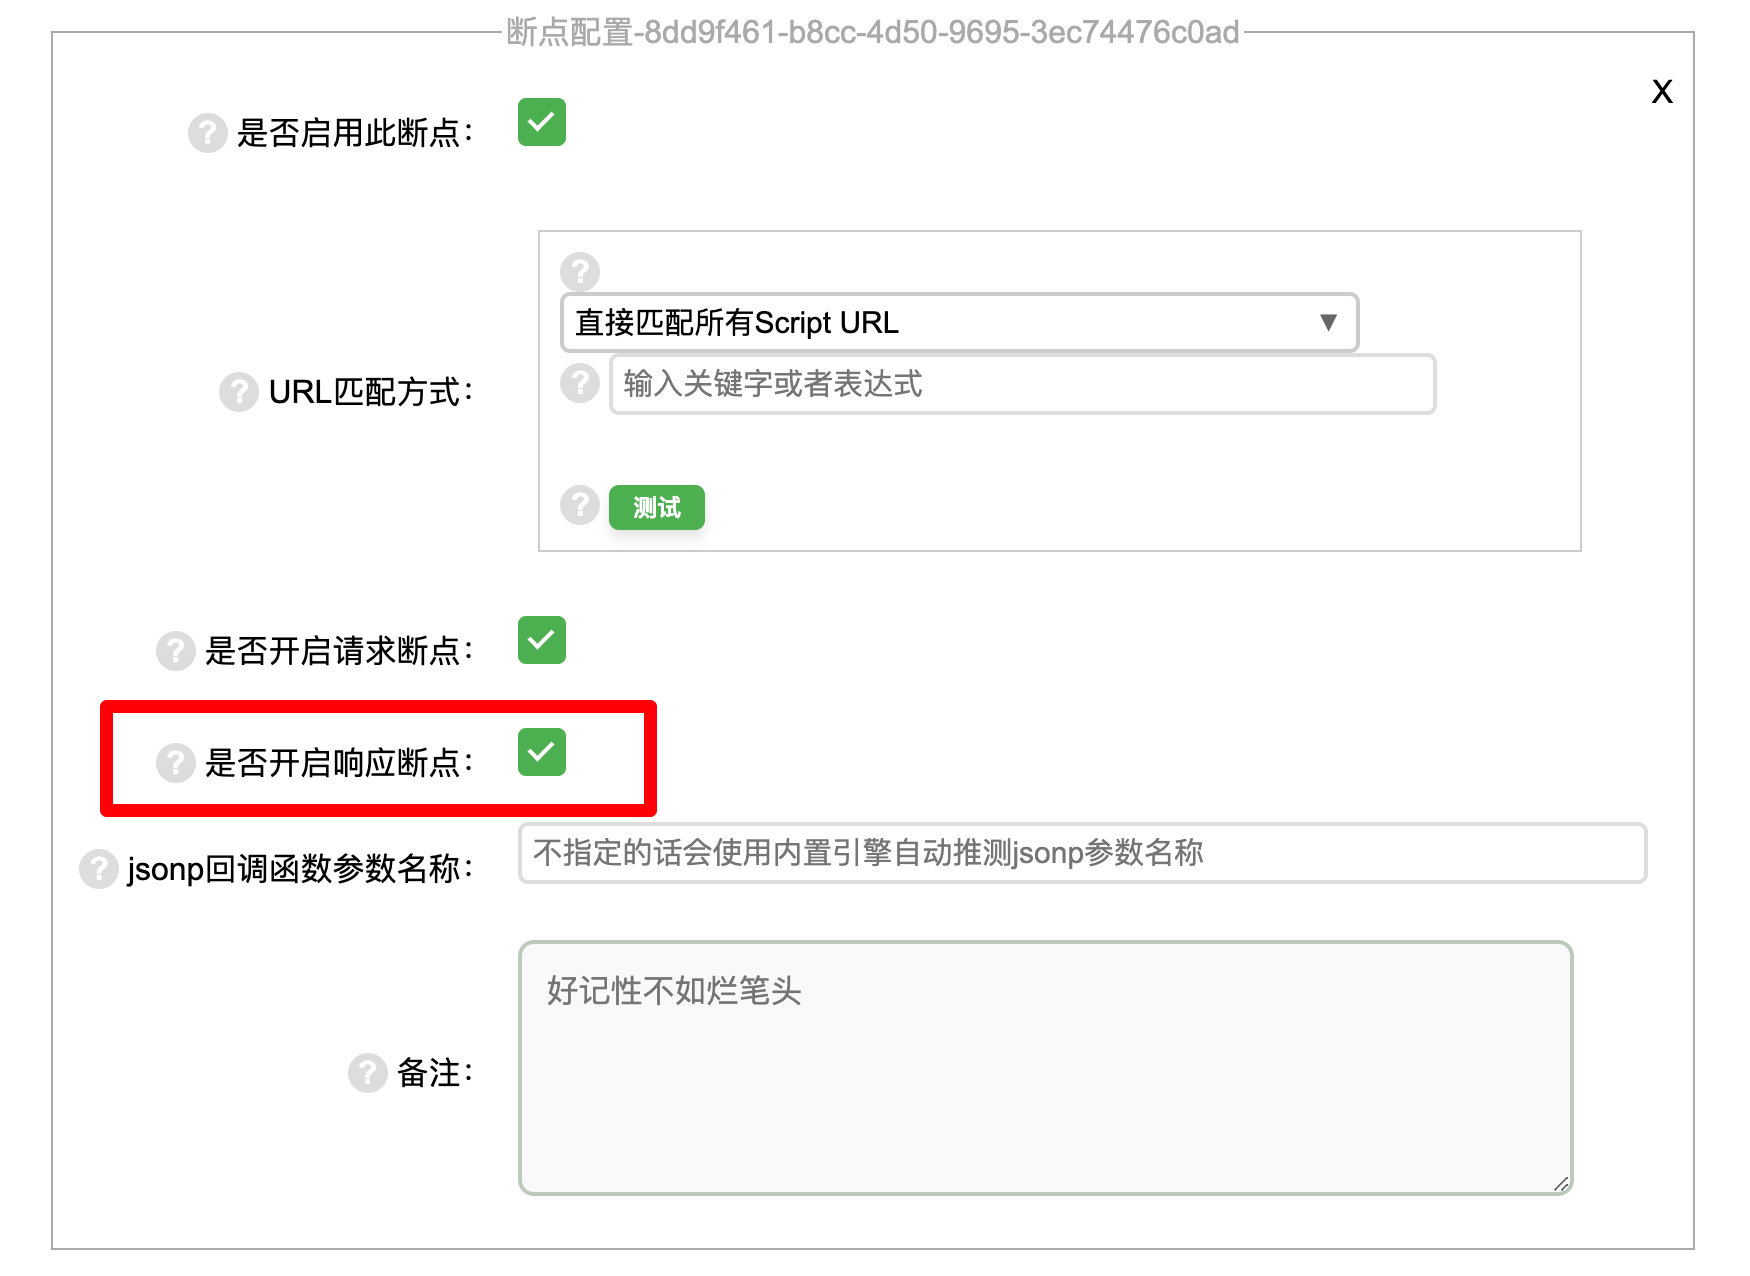 断点配置-8dd9f461-b8cc-4d50-9695-3ec74476c0ad
X
? 是否启用此断点：
?
直接匹配所有Script URL ▼
? URL匹配方式：
? 输入关键字或者表达式
? 测试
? 是否开启请求断点：
? 是否开启响应断点：
? jsonp回调函数参数名称： 不指定的话会使用内置引擎自动推测jsonp参数名称
好记性不如烂笔头
? 备注：